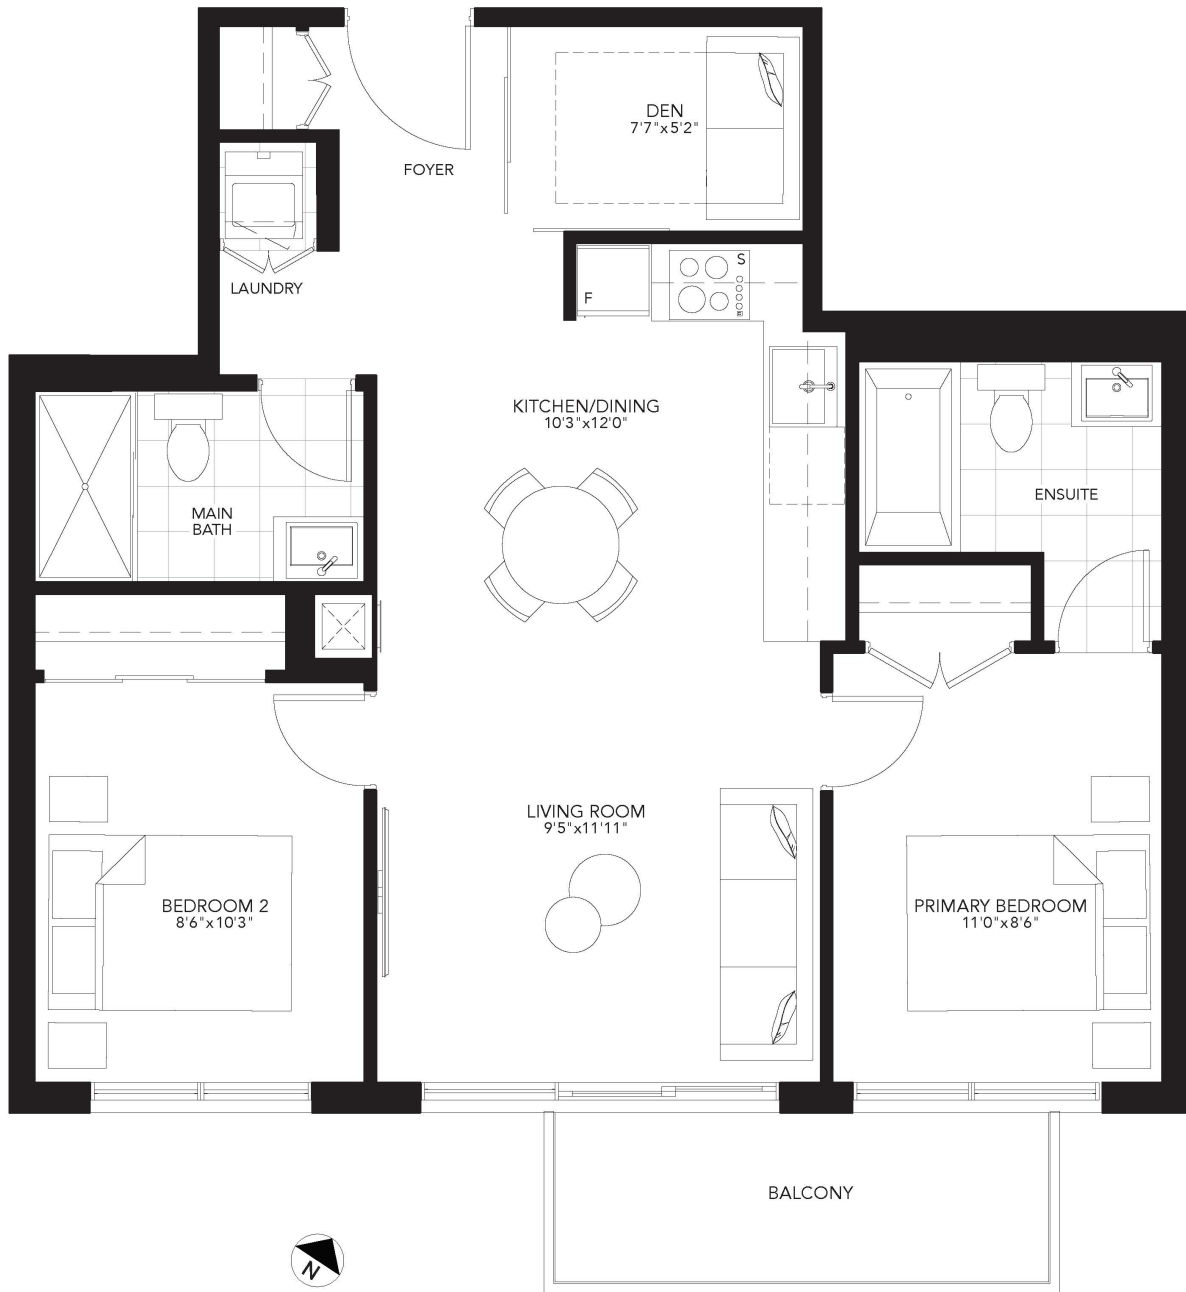 DEN
7'7"x5'2"
FOYER
S
F
LAUNDRY
KITCHEN/DINING
10'3"x12'0"
MAIN
BATH
ENSUITE
LIVING ROOM
9'5"x11'11"
BEDROOM 2
8'6"x10'3"
PRIMARY BEDROOM
11'0"x8'6"
BALCONY
N